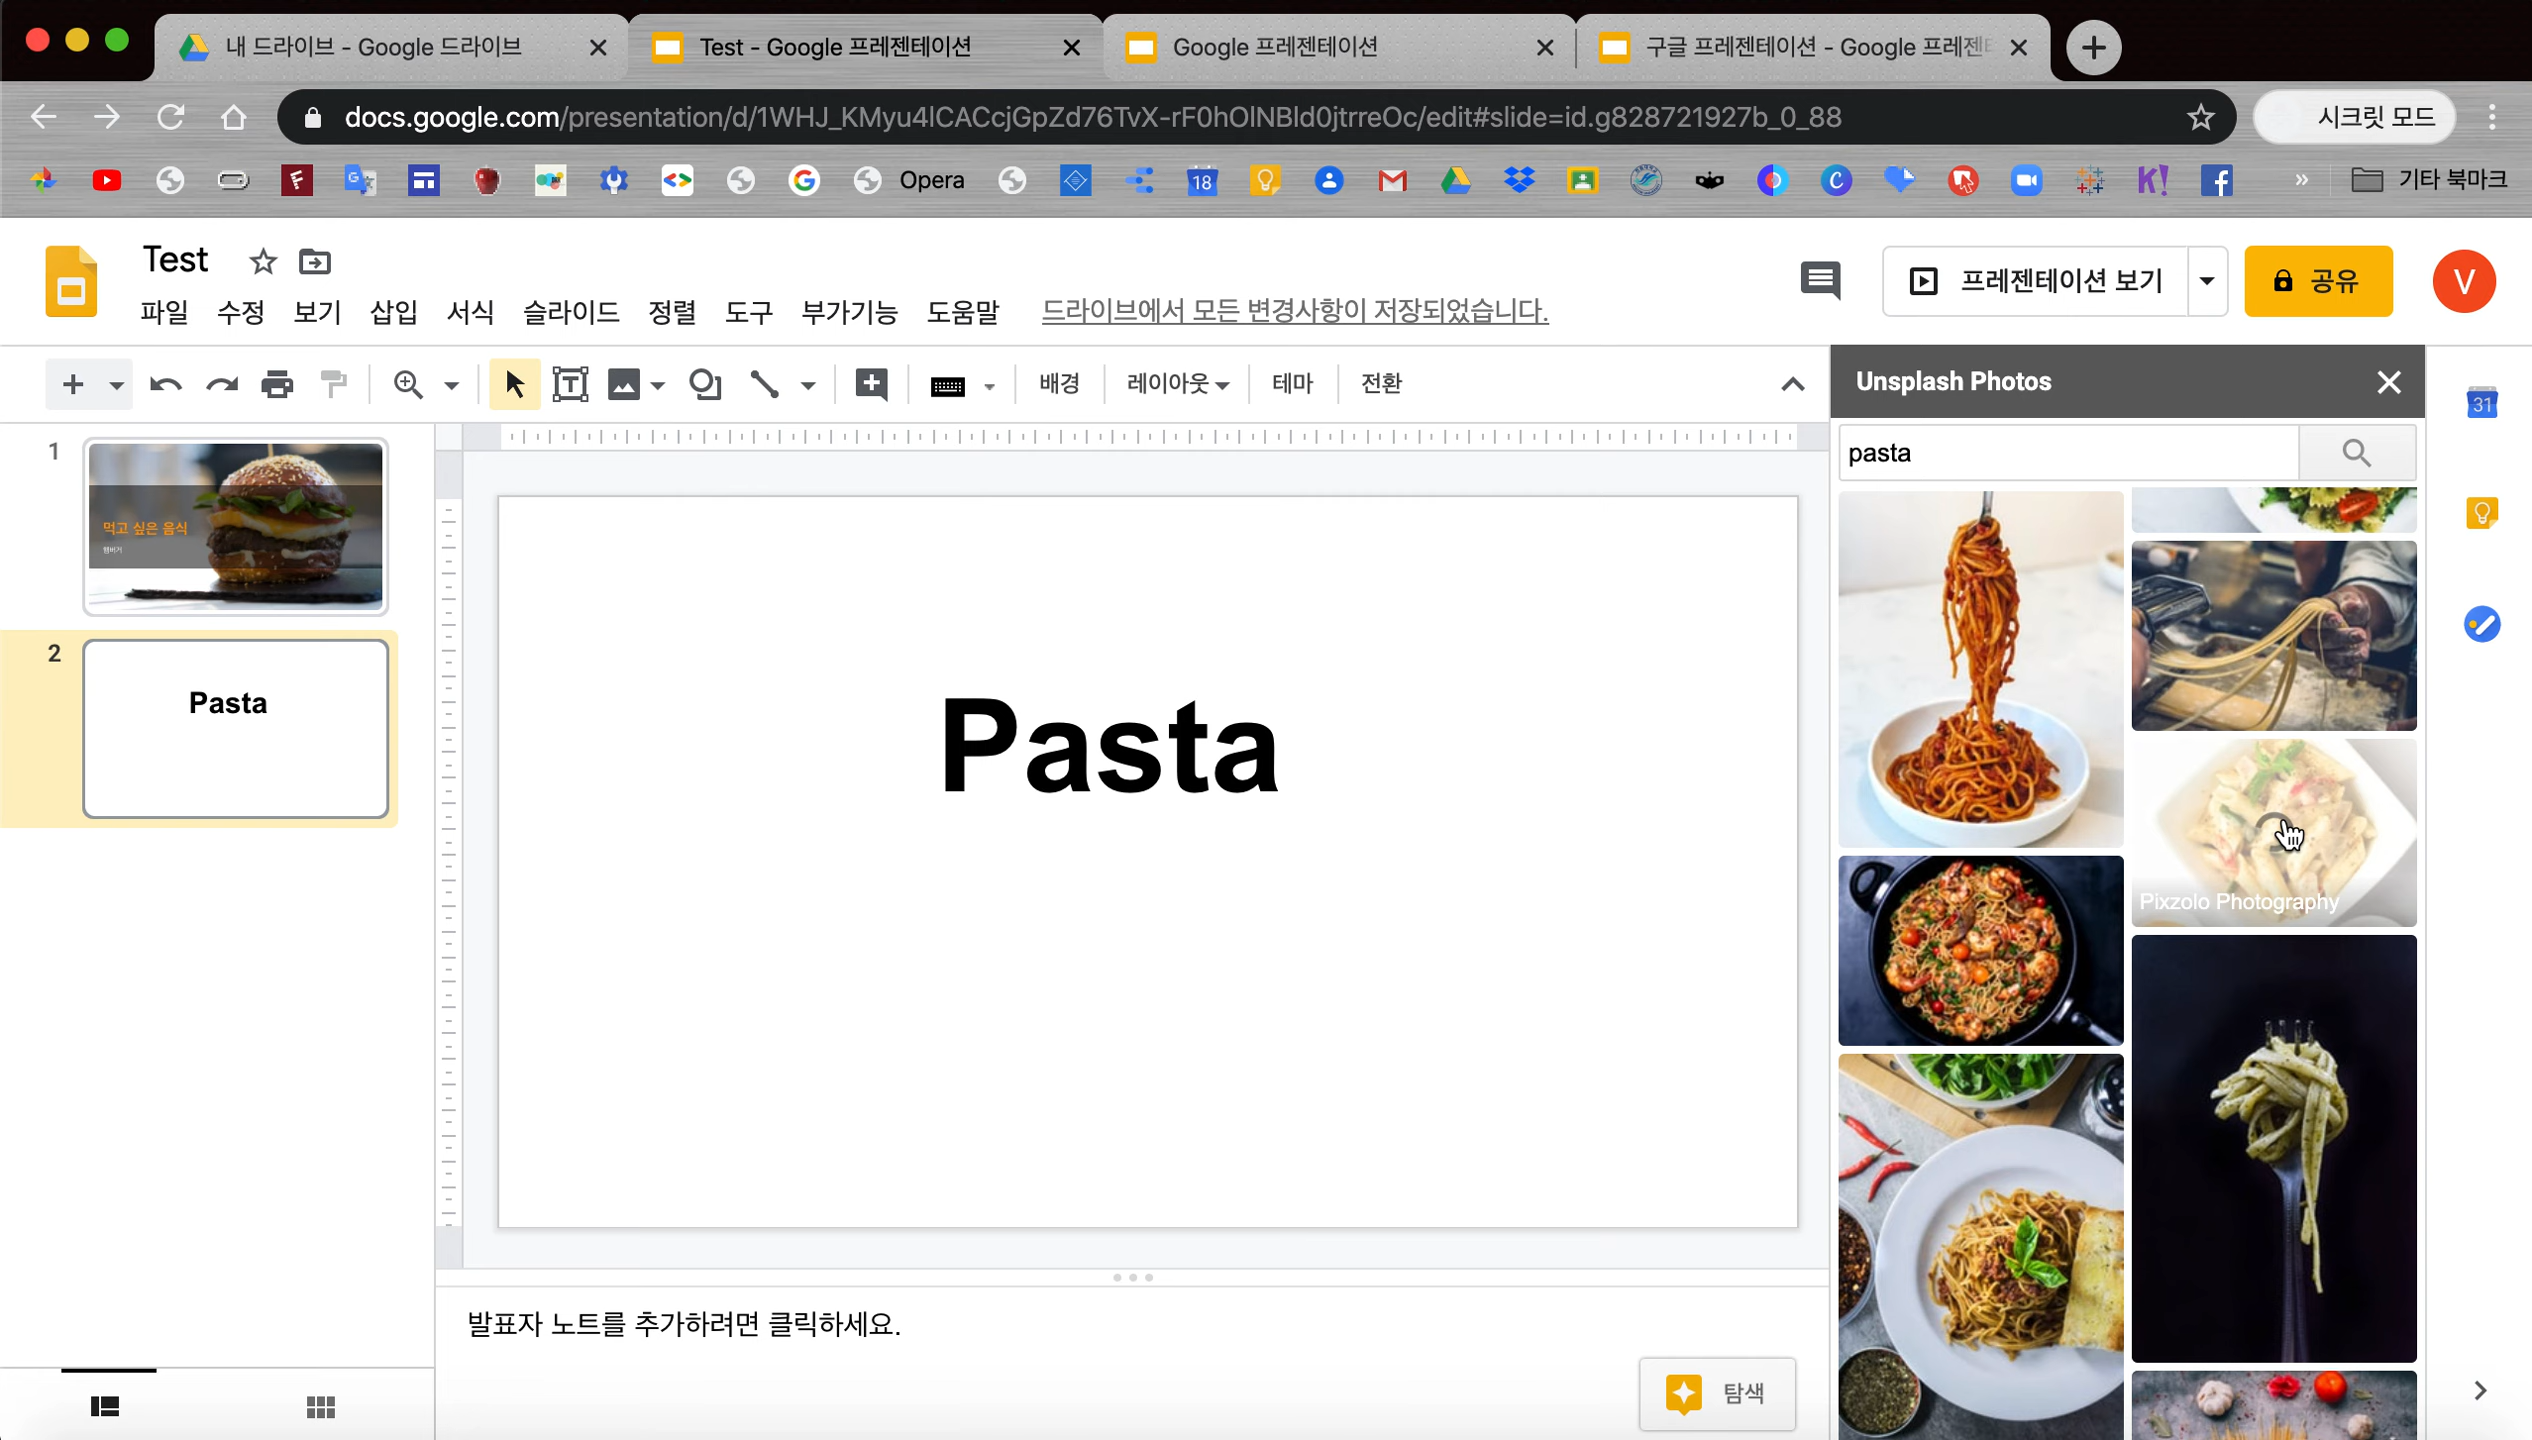 내 드라이브 - Google 드라이브
Test - Google 프레젠테이션
Google 프레젠테이션
구글 프레젠테이션 - Google 프레젠
docs.google.com/presentation/d/1WHJ_KMyu4lCACcjGpZd76TvX-rF0hOlNBld0jtrreOc/edit#slide=id.g828721927b_0_88
시크릿 모드
Opera
18
기타 북마크
Test
파일 수정 보기 삽입 서식 슬라이드 정렬 도구 부가기능 도움말
드라이브에서 모든 변경사항이 저장되었습니다.
프레젠테이션 보기
공유
V
배경
레이아웃
테마
전환
Unsplash Photos
31
pasta
1
먹고 싶은 음식
햄버거
2
Pasta
Pasta
Pixzolo Photography
발표자 노트를 추가하려면 클릭하세요.
탐색